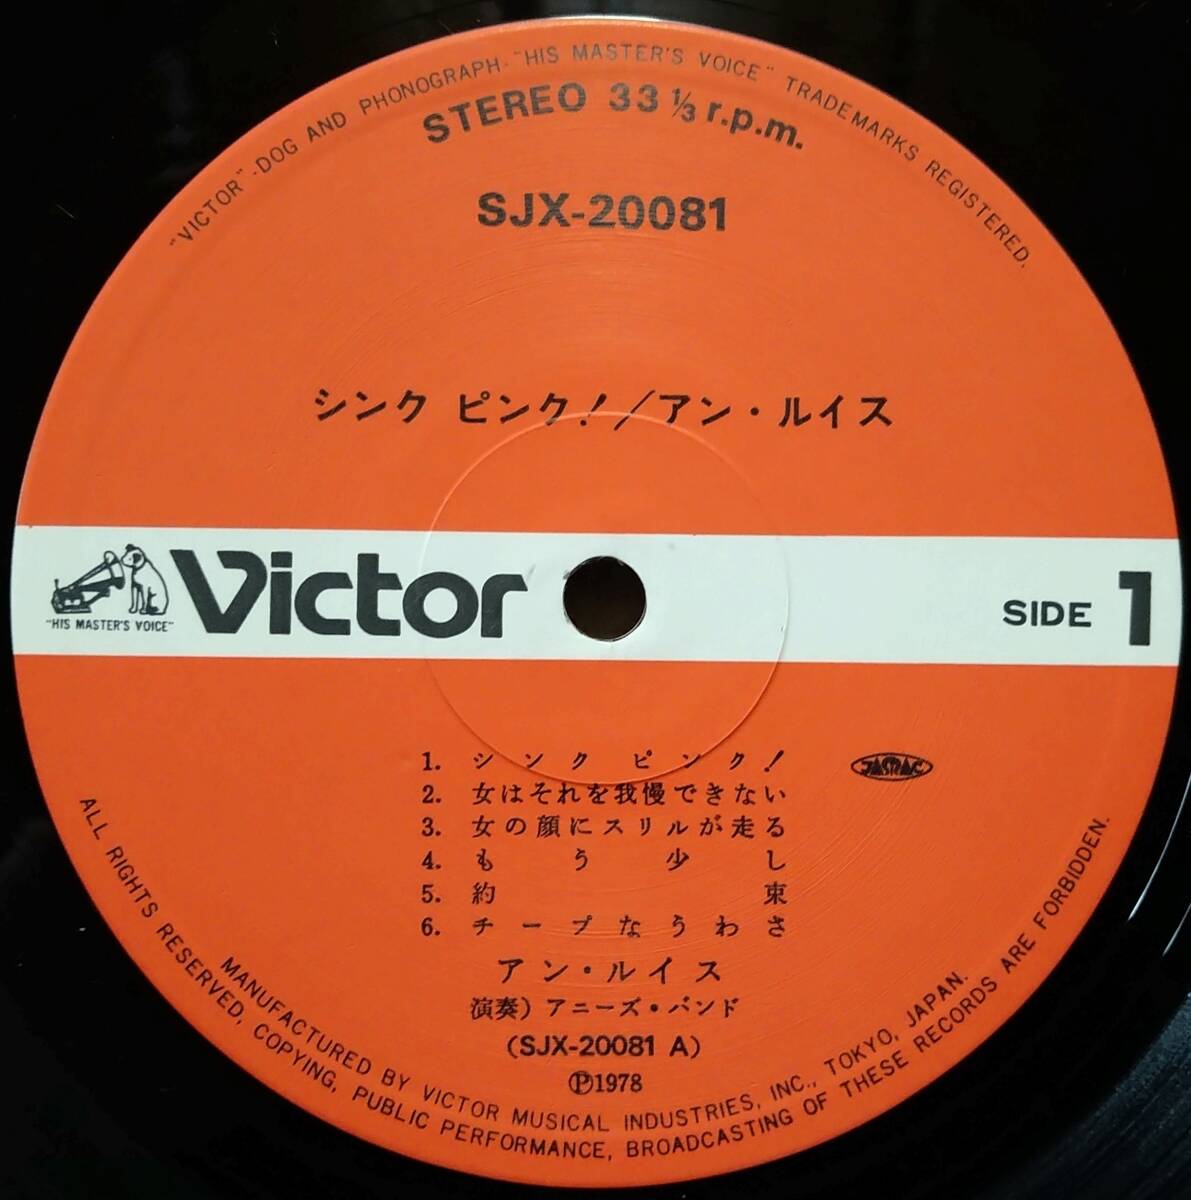 "VICTOR"-DOG AND PHONOGRAPH-"HIS MASTER'S VOICE" TRADEMARKS REGISTERED.
STEREO 33 1/3 r.p.m.
SJX-20081
シンク ピンク！／アン・ルイス
"HIS MASTER'S VOICE"
Victor
SIDE 1
1. シンク ピンク！
2. 女はそれを我慢できない
3. 女の顔にスリルが走る
4. もう少し
5. 約束
6. チープなうわさ
JASRAC
アン・ルイス
演奏）アニーズ・バンド
(SJX-20081 A)
Ⓟ1978
MANUFACTURED BY VICTOR MUSICAL INDUSTRIES, INC., TOKYO, JAPAN.
ALL RIGHTS RESERVED, COPYING, PUBLIC PERFORMANCE, BROADCASTING OF THESE RECORDS ARE FORBIDDEN.